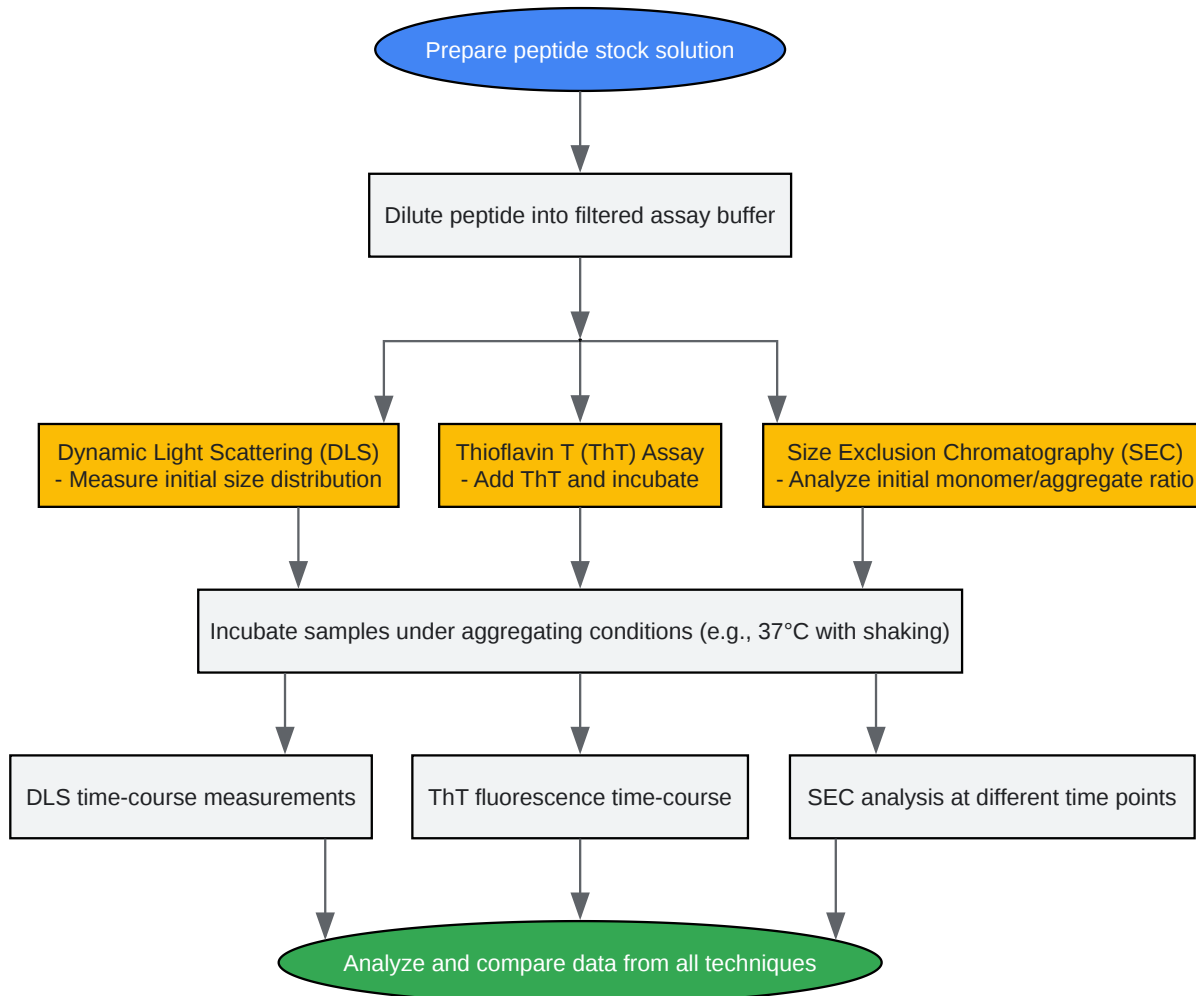 Prepare peptide stock solution
Dilute peptide into filtered assay buffer
Dynamic Light Scattering (DLS)
- Measure initial size distribution
Thioflavin T (ThT) Assay
- Add ThT and incubate
Size Exclusion Chromatography (SEC)
- Analyze initial monomer/aggregate ratio
Incubate samples under aggregating conditions (e.g., 37°C with shaking)
DLS time-course measurements
ThT fluorescence time-course
SEC analysis at different time points
Analyze and compare data from all techniques